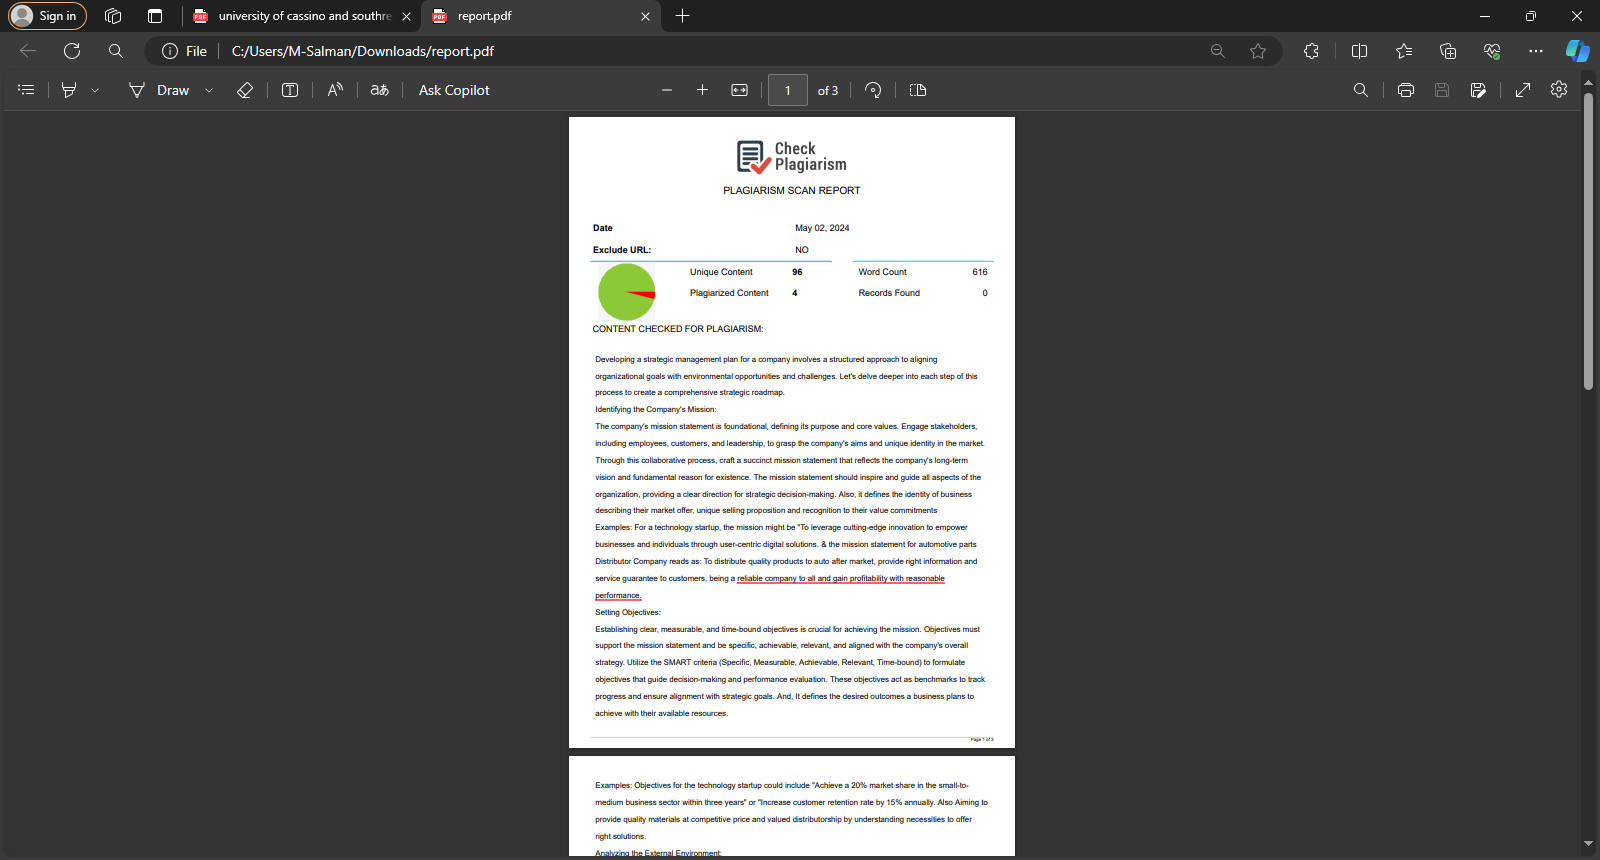 Sign in
university of cassino and southre
report.pdf
File
C:/Users/M-Salman/Downloads/report.pdf
Draw
aあ
Ask Copilot
1
of 3
Check
Plagiarism
PLAGIARISM SCAN REPORT
Date May 02, 2024
Exclude URL: NO
Unique Content 96 Word Count 616
Plagiarized Content 4 Records Found 0
CONTENT CHECKED FOR PLAGIARISM:
Developing a strategic management plan for a company involves a structured approach to aligning
organizational goals with environmental opportunities and challenges. Let's delve deeper into each step of this
process to create a comprehensive strategic roadmap.
Identifying the Company's Mission:
The company's mission statement is foundational, defining its purpose and core values. Engage stakeholders,
including employees, customers, and leadership, to grasp the company's aims and unique identity in the market.
Through this collaborative process, craft a succinct mission statement that reflects the company's long-term
vision and fundamental reason for existence. The mission statement should inspire and guide all aspects of the
organization, providing a clear direction for strategic decision-making. Also, it defines the identity of business
describing their market offer, unique selling proposition and recognition to their value commitments
Examples: For a technology startup, the mission might be "To leverage cutting-edge innovation to empower
businesses and individuals through user-centric digital solutions. & the mission statement for automotive parts
Distributor Company reads as: To distribute quality products to auto after market, provide right information and
service guarantee to customers, being a reliable company to all and gain profitability with reasonable
performance.
Setting Objectives:
Establishing clear, measurable, and time-bound objectives is crucial for achieving the mission. Objectives must
support the mission statement and be specific, achievable, relevant, and aligned with the company's overall
strategy. Utilize the SMART criteria (Specific, Measurable, Achievable, Relevant, Time-bound) to formulate
objectives that guide decision-making and performance evaluation. These objectives act as benchmarks to track
progress and ensure alignment with strategic goals. And, It defines the desired outcomes a business plans to
achieve with their available resources.
Page 1 of 3
Examples: Objectives for the technology startup could include "Achieve a 20% market share in the small-to-
medium business sector within three years" or "Increase customer retention rate by 15% annually. Also Aiming to
provide quality materials at competitive price and valued distributorship by understanding necessities to offer
right solutions.
Analyzing the External Environment: